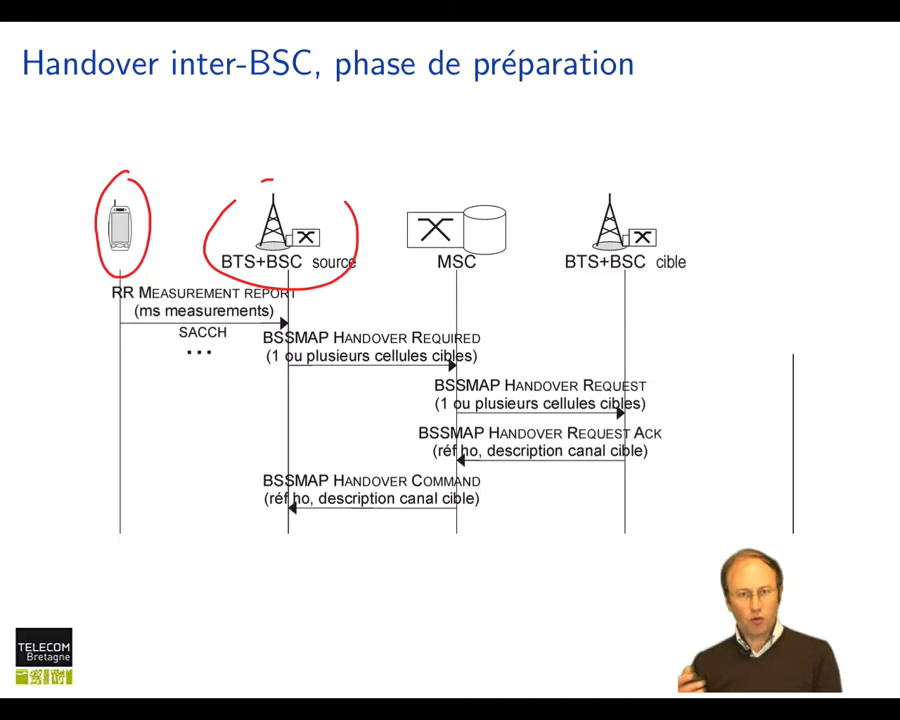 Handover inter-BSC, phase de préparation
BTS+BSC source
MSC
BTS+BSC cible
RR MEASUREMENT REPORT
(ms measurements)
SACCH
...
BSSMAP HANDOVER REQUIRED
(1 ou plusieurs cellules cibles)
BSSMAP HANDOVER REQUEST
(1 ou plusieurs cellules cibles)
BSSMAP HANDOVER REQUEST ACK
(réf ho, description canal cible)
BSSMAP HANDOVER COMMAND
(réf ho, description canal cible)
TELECOM
Bretagne